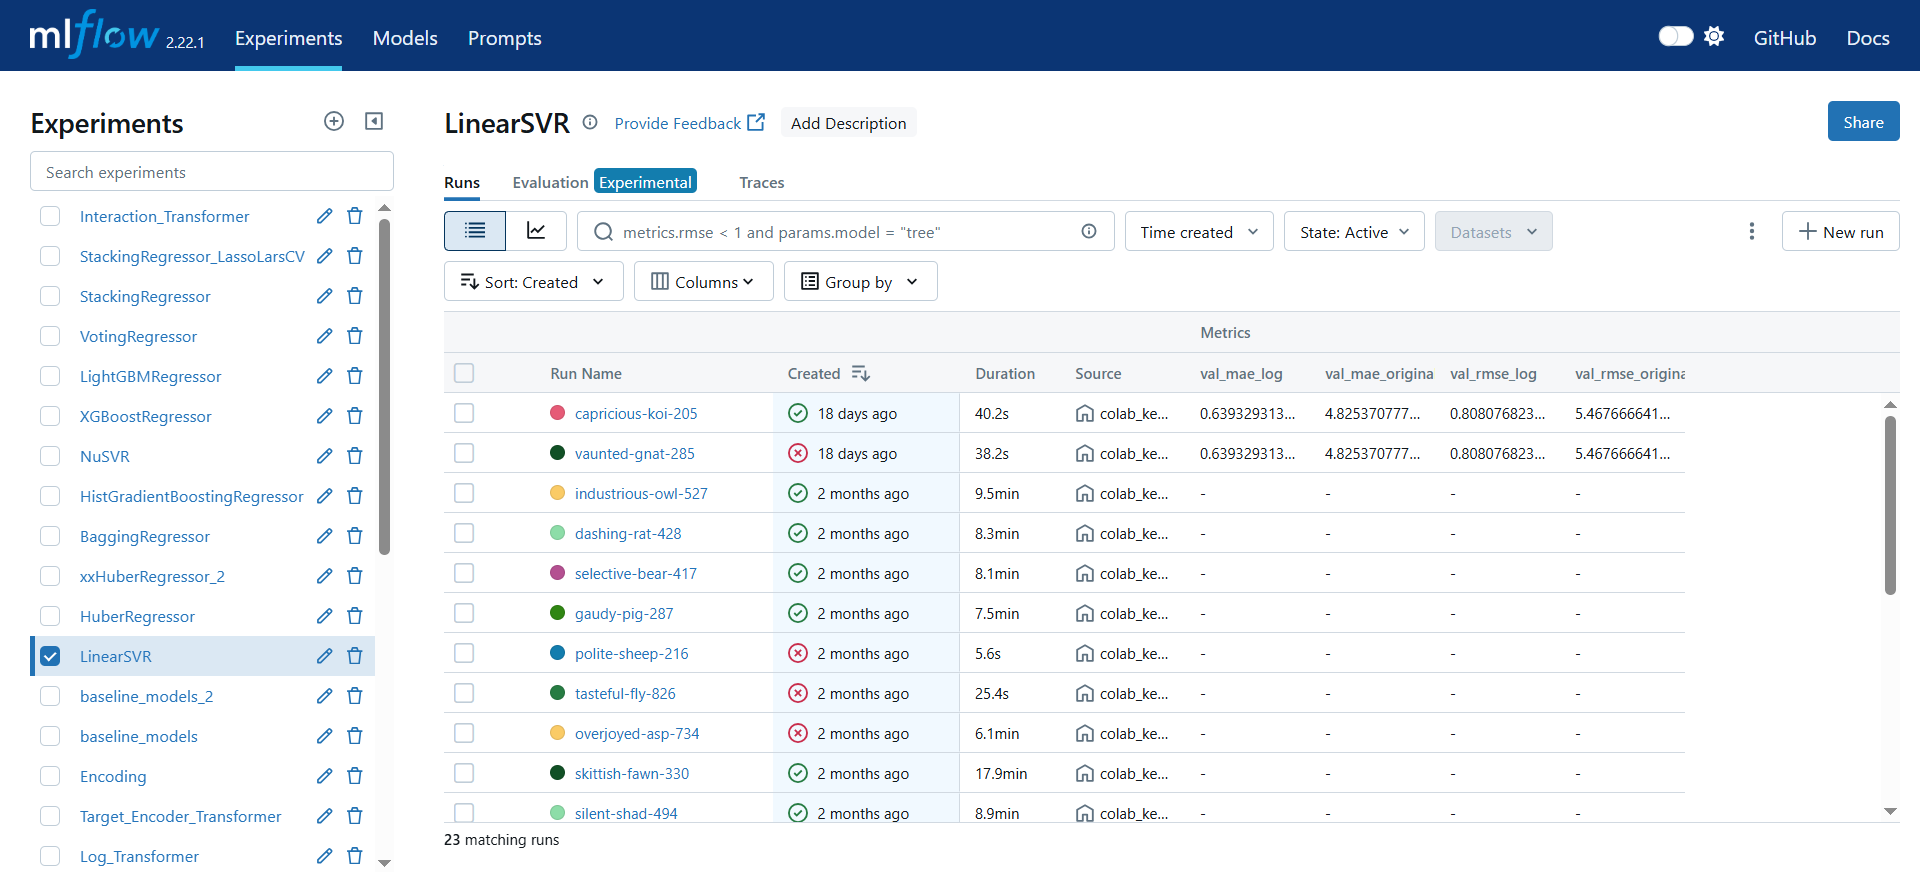 mlflow 2.22.1 Experiments Models Prompts GitHub Docs
Experiments
Search experiments
Interaction_Transformer
StackingRegressor_LassoLarsCV
StackingRegressor
VotingRegressor
LightGBMRegressor
XGBoostRegressor
NuSVR
HistGradientBoostingRegressor
BaggingRegressor
xxHuberRegressor_2
HuberRegressor
LinearSVR
baseline_models_2
baseline_models
Encoding
Target_Encoder_Transformer
Log_Transformer
LinearSVR Provide Feedback Add Description Share
Runs Evaluation Experimental Traces
metrics.rmse < 1 and params.model = "tree" Time created State: Active Datasets New run
Sort: Created Columns Group by
Metrics
Run Name Created Duration Source val_mae_log val_mae_origina val_rmse_log val_rmse_origina
capricious-koi-205 18 days ago 40.2s colab_ke... 0.639329313... 4.825370777... 0.808076823... 5.467666641...
vaunted-gnat-285 18 days ago 38.2s colab_ke... 0.639329313... 4.825370777... 0.808076823... 5.467666641...
industrious-owl-527 2 months ago 9.5min colab_ke... - - - -
dashing-rat-428 2 months ago 8.3min colab_ke... - - - -
selective-bear-417 2 months ago 8.1min colab_ke... - - - -
gaudy-pig-287 2 months ago 7.5min colab_ke... - - - -
polite-sheep-216 2 months ago 5.6s colab_ke... - - - -
tasteful-fly-826 2 months ago 25.4s colab_ke... - - - -
overjoyed-asp-734 2 months ago 6.1min colab_ke... - - - -
skittish-fawn-330 2 months ago 17.9min colab_ke... - - - -
silent-shad-494 2 months ago 8.9min colab_ke... - - - -
23 matching runs